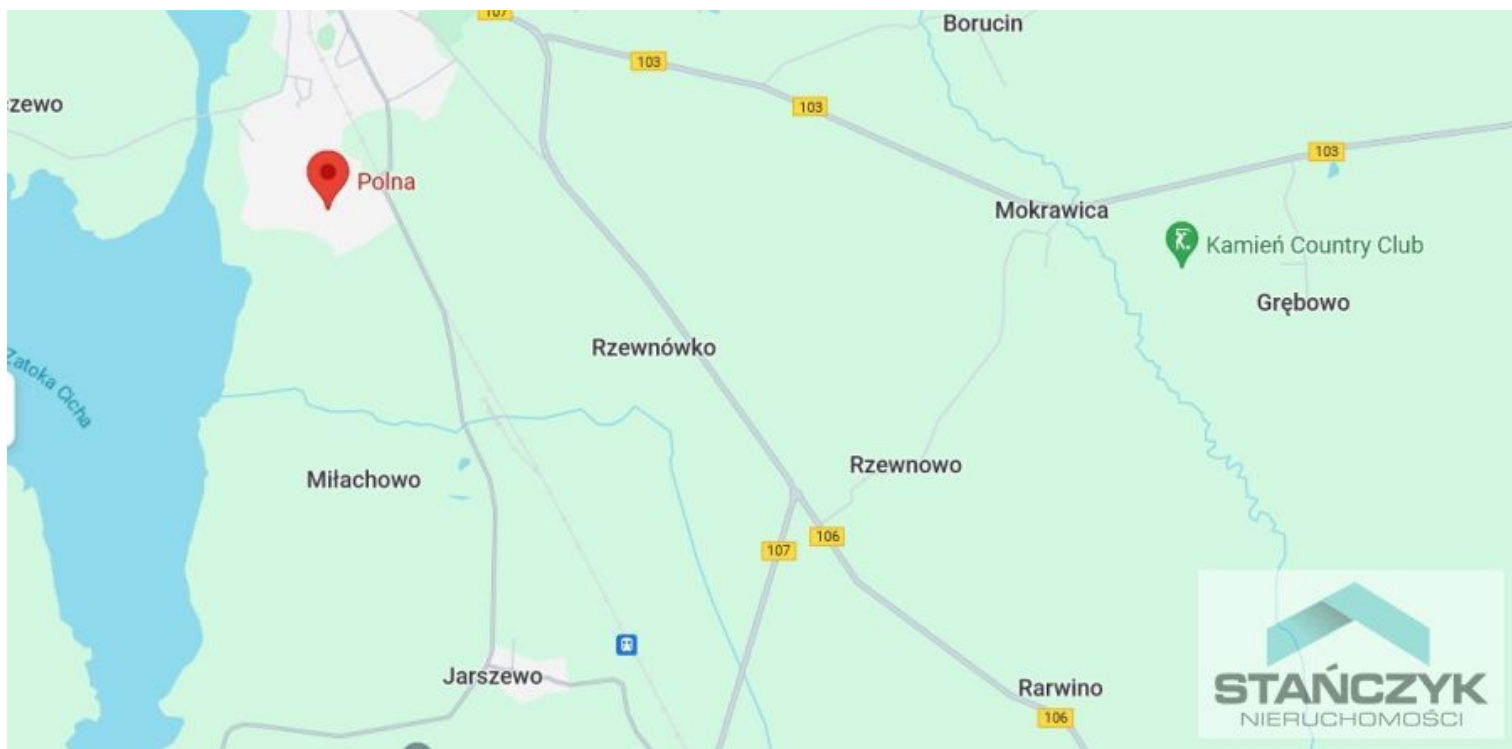 107
Borucin
103
zewo
103
103
Polna
Mokrawica
Kamień Country Club
Grębowo
Rzewnówko
Zatoka Cicha
Rzewnowo
Miłachowo
106
107
Jarszewo
Rarwino
106
STAŃCZYK
NIERUCHOMOŚCI